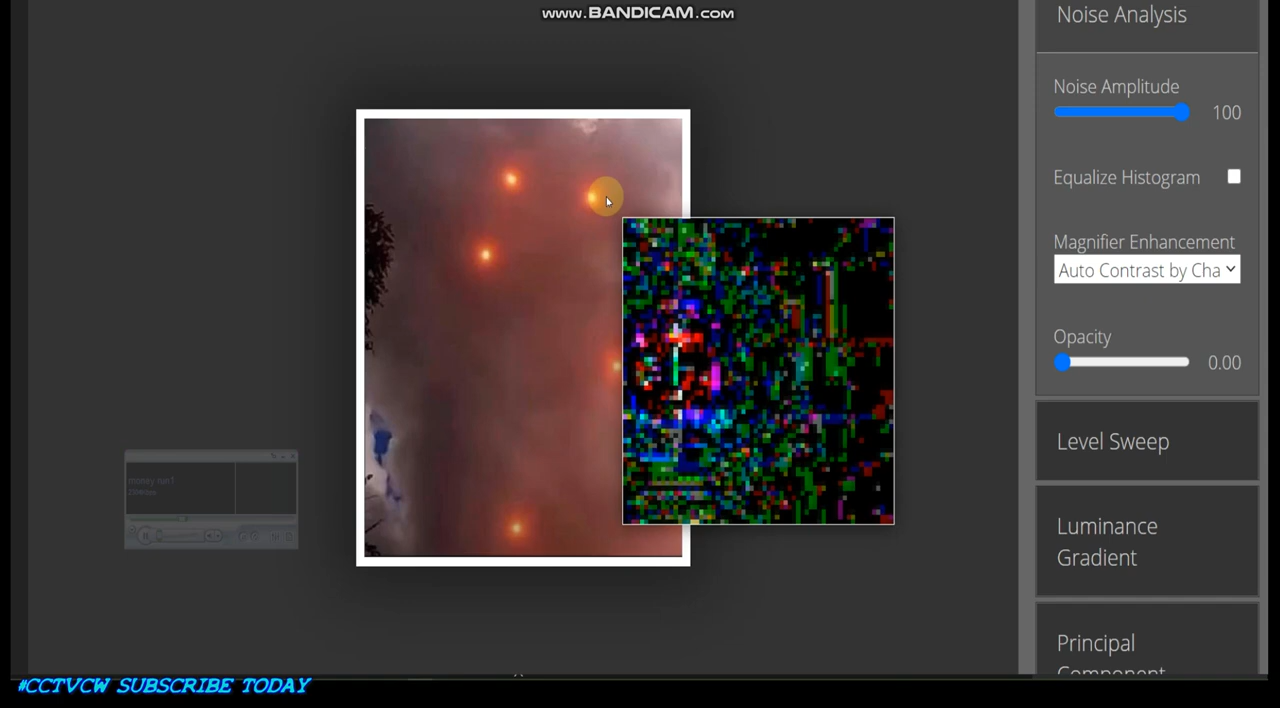 www.BANDICAM.com
Noise Analysis
Noise Amplitude
100
Equalize Histogram
Magnifier Enhancement
Auto Contrast by Cha
Opacity
0.00
Level Sweep
Luminance
Gradient
Principal
Component
#CCTVCW SUBSCRIBE TODAY